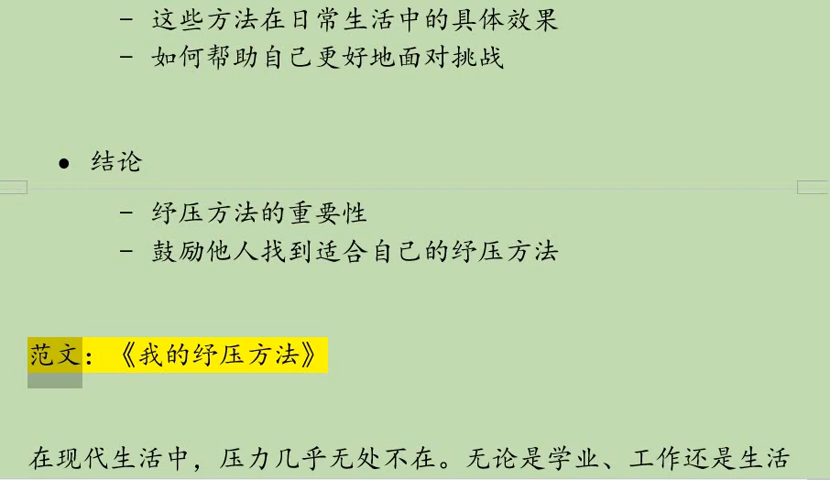 – 这些方法在日常生活中的具体效果
– 如何帮助自己更好地面对挑战
• 结论
– 纾压方法的重要性
– 鼓励他人找到适合自己的纾压方法
范文：《我的纾压方法》
在现代生活中，压力几乎无处不在。无论是学业、工作还是生活